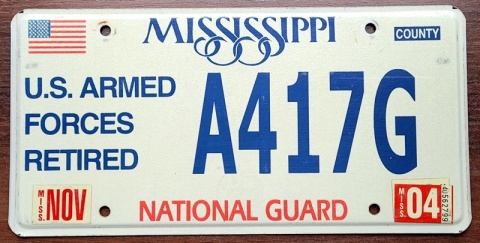 MISSISSIPPI
COUNTY
U.S. ARMED
FORCES
RETIRED
A417G
MISS. NOV
NATIONAL GUARD
MISS. 04